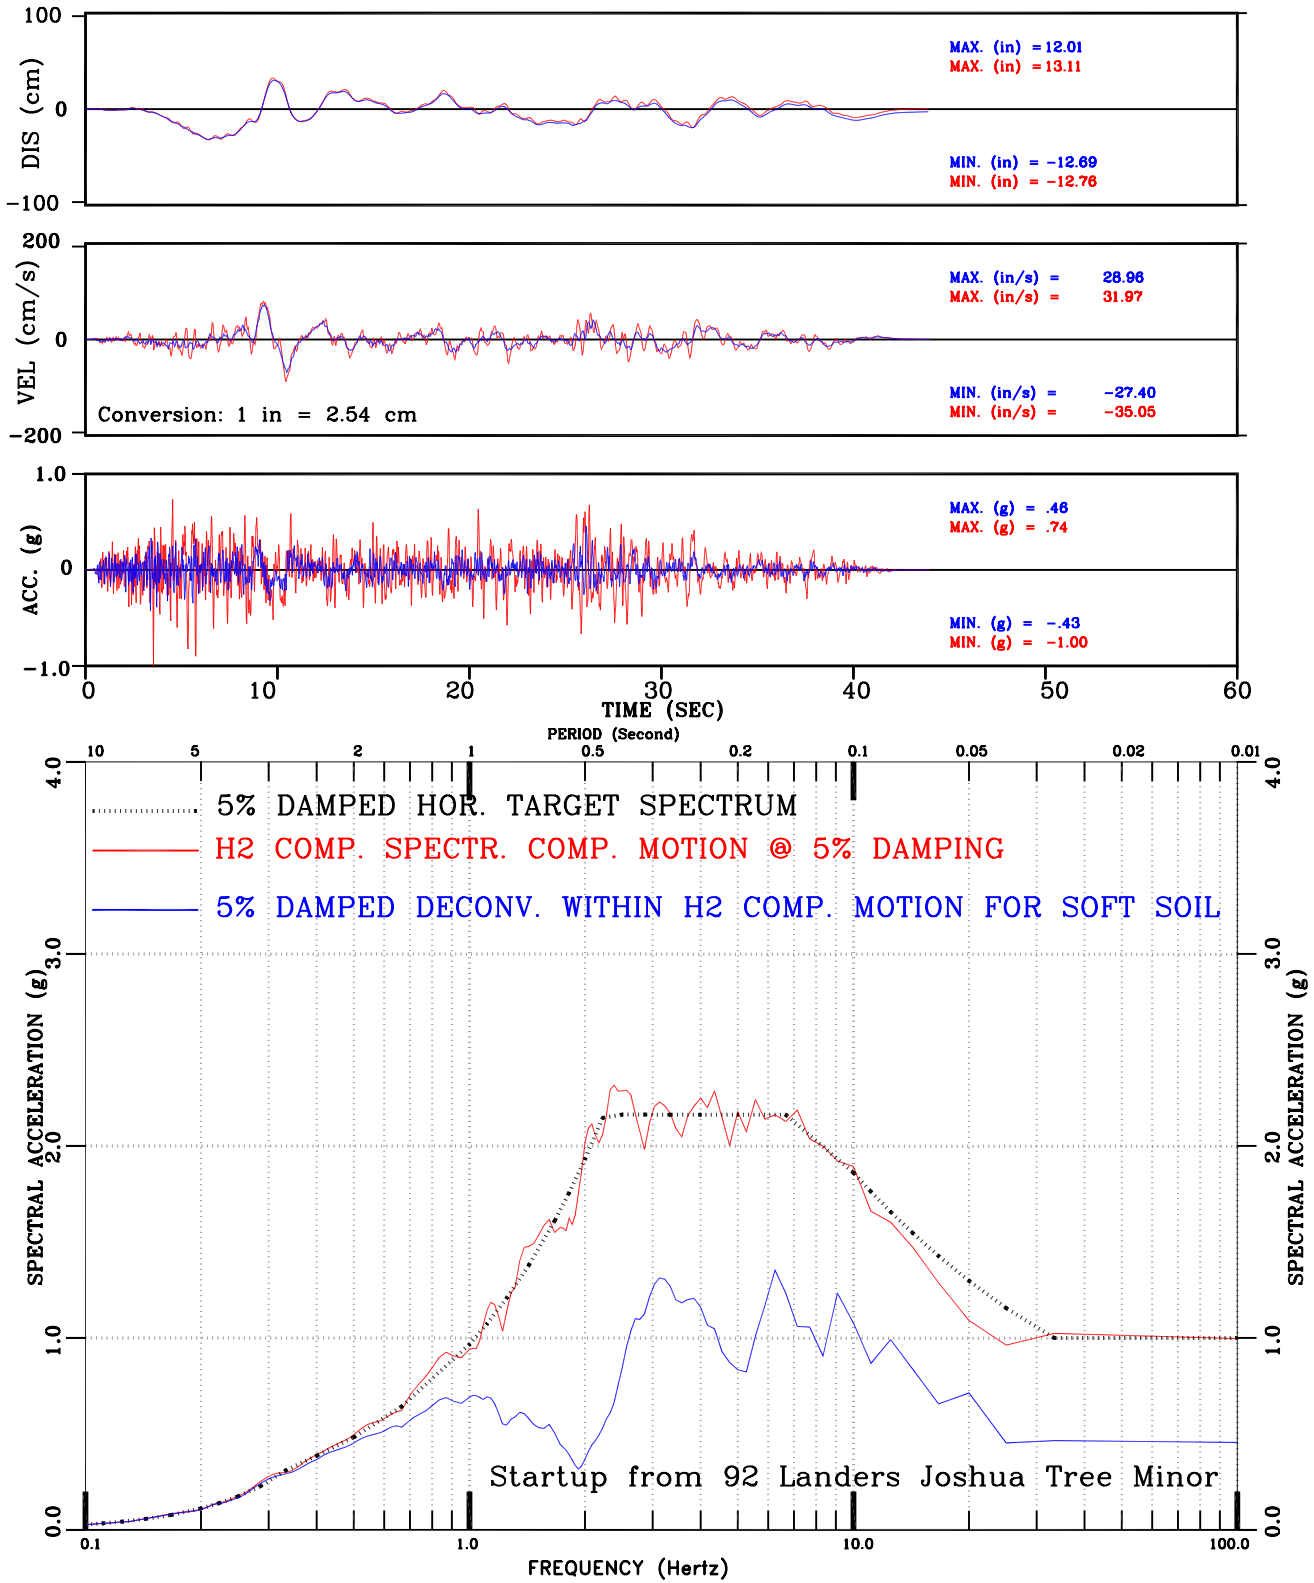 100
DIS (cm)
0
-100
MAX. (in) =12.01
MAX. (in) =13.11
MIN. (in) = -12.69
MIN. (in) = -12.76
200
VEL (cm/s)
0
-200
MAX. (in/s) = 28.96
MAX. (in/s) = 31.97
MIN. (in/s) = -27.40
MIN. (in/s) = -35.05
Conversion: 1 in = 2.54 cm
1.0
ACC. (g)
0
-1.0
MAX. (g) = .46
MAX. (g) = .74
MIN. (g) = -.43
MIN. (g) = -1.00
0 10 20 30 40 50 60
TIME (SEC)
PERIOD (Second)
10 5 2 1 0.5 0.2 0.1 0.05 0.02 0.01
4.0 4.0
5% DAMPED HOR. TARGET SPECTRUM
H2 COMP. SPECTR. COMP. MOTION @ 5% DAMPING
5% DAMPED DECONV. WITHIN H2 COMP. MOTION FOR SOFT SOIL
3.0 3.0
SPECTRAL ACCELERATION (g)
SPECTRAL ACCELERATION (g)
2.0 2.0
1.0 1.0
Startup from 92 Landers Joshua Tree Minor
0.0 0.0
0.1 1.0 10.0 100.0
FREQUENCY (Hertz)